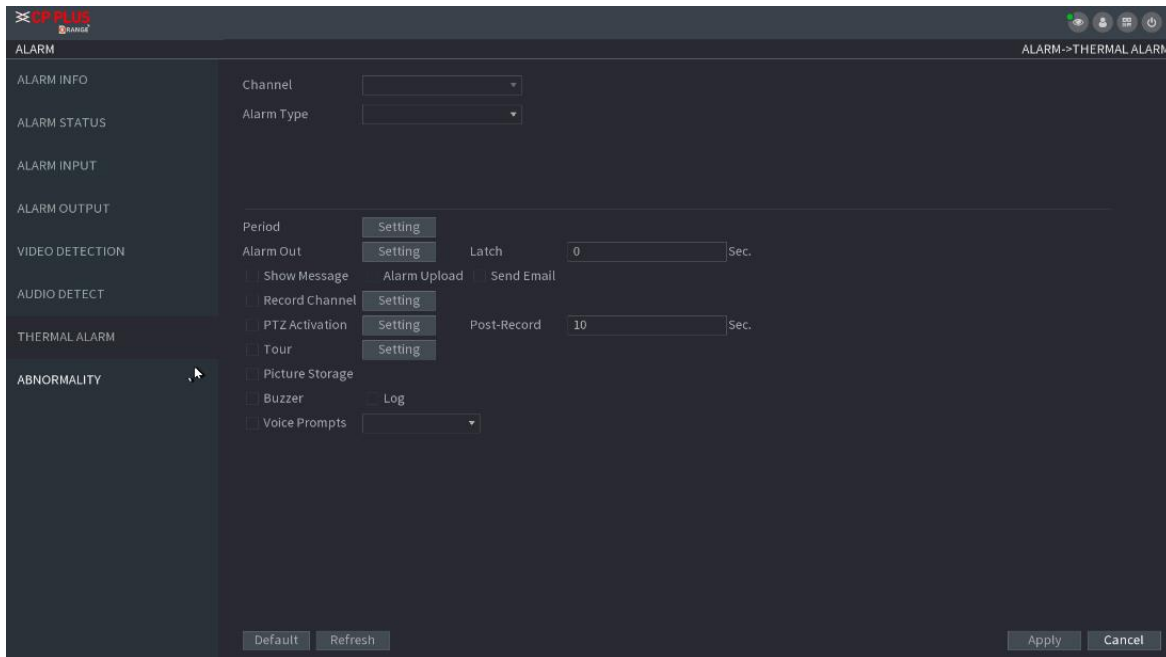 CP PLUS
ORANGE
ALARM
ALARM->THERMAL ALARM
ALARM INFO
ALARM STATUS
ALARM INPUT
ALARM OUTPUT
VIDEO DETECTION
AUDIO DETECT
THERMAL ALARM
ABNORMALITY
Channel
Alarm Type
Period Setting
Alarm Out Setting Latch 0 Sec.
Show Message Alarm Upload Send Email
Record Channel Setting
PTZ Activation Setting Post-Record 10 Sec.
Tour Setting
Picture Storage
Buzzer Log
Voice Prompts
Default Refresh Apply Cancel